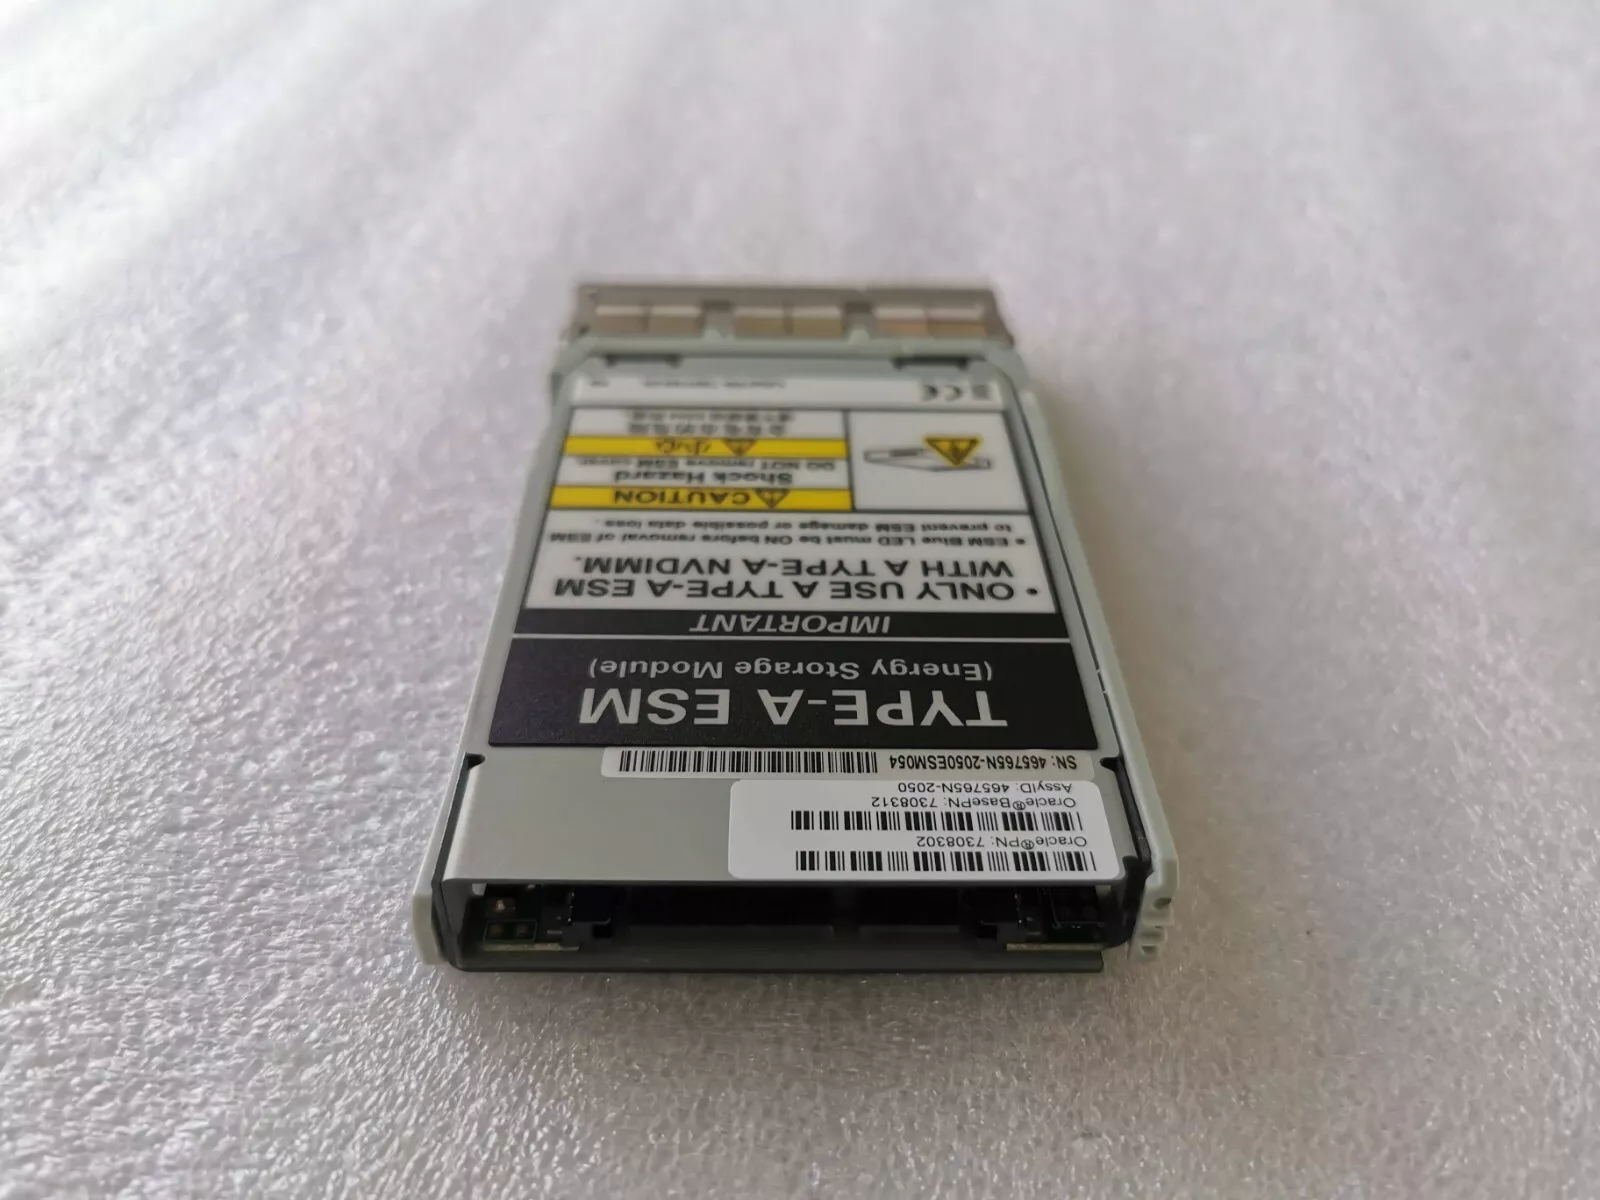 Oracle®PN: 7308302
Oracle®BasePN: 7308312
AssyID: 465765N-2050
SN: 465765N-2050ESM054
TYPE-A ESM
(Energy Storage Module)
IMPORTANT
• ONLY USE A TYPE-A ESM
WITH A TYPE-A NVDIMM.
• ESM Blue LED must be ON before removal of ESM
to prevent ESM damage or possible data loss.
CAUTION
Shock Hazard
DO NOT remove ESM cover.
CE